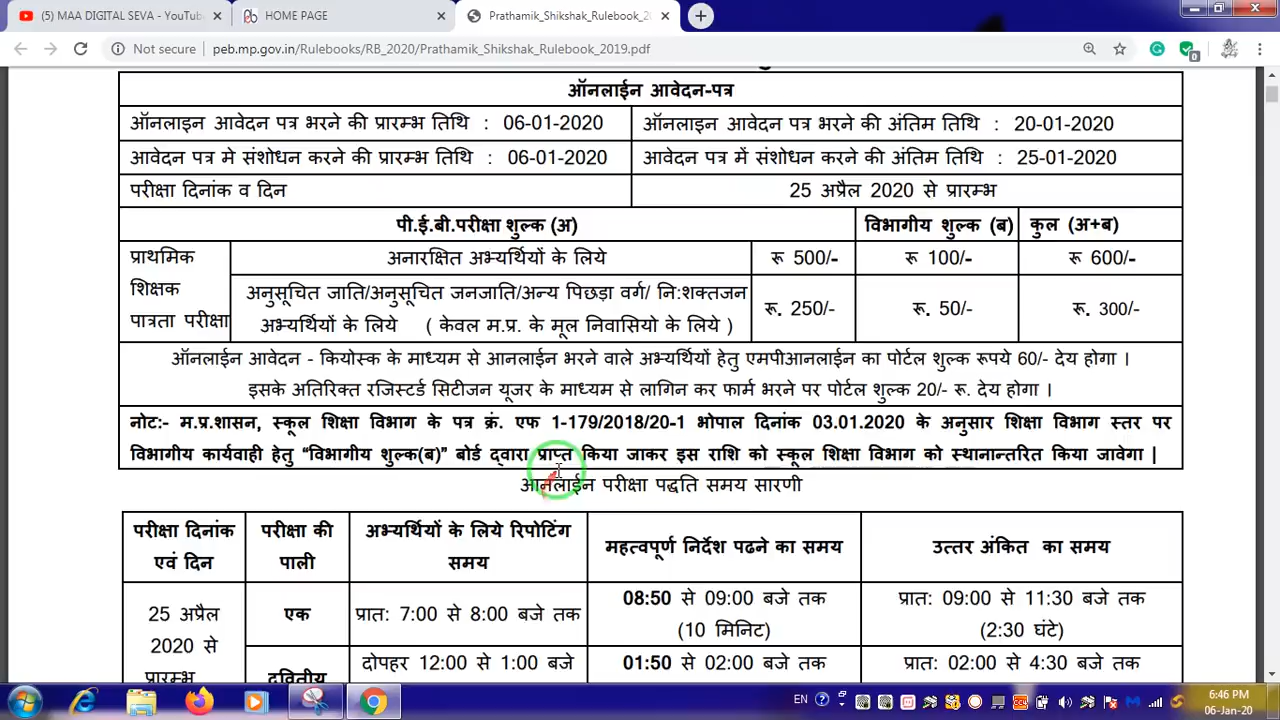 (5) MAA DIGITAL SEVA - YouTube
HOME PAGE
Prathamik_Shikshak_Rulebook_2
Not secure | peb.mp.gov.in/Rulebooks/RB_2020/Prathamik_Shikshak_Rulebook_2019.pdf
ऑनलाईन आवेदन-पत्र
ऑनलाइन आवेदन पत्र भरने की प्रारम्भ तिथि : 06-01-2020 ऑनलाइन आवेदन पत्र भरने की अंतिम तिथि : 20-01-2020
आवेदन पत्र मे संशोधन करने की प्रारम्भ तिथि : 06-01-2020 आवेदन पत्र में संशोधन करने की अंतिम तिथि : 25-01-2020
परीक्षा दिनांक व दिन 25 अप्रैल 2020 से प्रारम्भ
पी.ई.बी.परीक्षा शुल्क (अ) विभागीय शुल्क (ब) कुल (अ+ब)
प्राथमिक शिक्षक पात्रता परीक्षा
अनारक्षित अभ्यर्थियों के लिये रू 500/- रू 100/- रू 600/-
अनुसूचित जाति/अनुसूचित जनजाति/अन्य पिछडा वर्ग/ नि:शक्तजन
अभ्यर्थियों के लिये ( केवल म.प्र. के मूल निवासियो के लिये ) रू. 250/- रू. 50/- रू. 300/-
ऑनलाईन आवेदन - कियोस्क के माध्यम से आनलाईन भरने वाले अभ्यर्थियों हेतु एमपीआनलाईन का पोर्टल शुल्क रूपये 60/- देय होगा ।
इसके अतिरिक्त रजिस्टर्ड सिटीजन यूजर के माध्यम से लागिन कर फार्म भरने पर पोर्टल शुल्क 20/- रू. देय होगा ।
नोट:- म.प्र.शासन, स्कूल शिक्षा विभाग के पत्र क्रं. एफ 1-179/2018/20-1 भोपाल दिनांक 03.01.2020 के अनुसार शिक्षा विभाग स्तर पर
विभागीय कार्यवाही हेतु “विभागीय शुल्क(ब)” बोर्ड द्वारा प्राप्त किया जाकर इस राशि को स्कूल शिक्षा विभाग को स्थानान्तरित किया जावेगा |
आनलाईन परीक्षा पद्धति समय सारणी
परीक्षा दिनांक एवं दिन
परीक्षा की पाली
अभ्यर्थियों के लिये रिपोटिंग समय
महत्वपूर्ण निर्देश पढने का समय
उत्तर अंकित का समय
25 अप्रैल 2020 से प्रारम्भ
एक
प्रात: 7:00 से 8:00 बजे तक
08:50 से 09:00 बजे तक (10 मिनिट)
प्रात: 09:00 से 11:30 बजे तक (2:30 घंटे)
द्वितीय
दोपहर 12:00 से 1:00 बजे
01:50 से 02:00 बजे तक
प्रात: 02:00 से 4:30 बजे तक
EN
6:46 PM
06-Jan-20